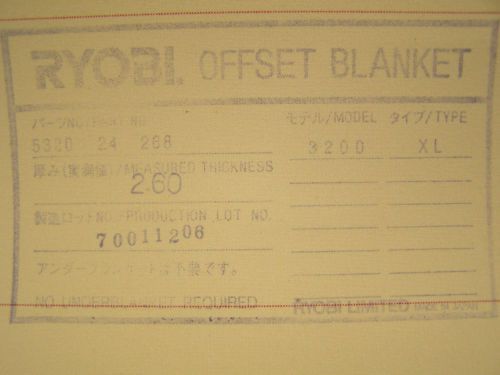 RYOBI OFFSET BLANKET
パーツNO./PART NO.
5320 24 268
モデル/MODEL タイプ/TYPE
3200 XL
厚み(実測値)/MEASURED THICKNESS
2.60
製造ロットNO./PRODUCTION LOT NO.
70011206
アンダーブランケットは不要です。
NO UNDERBLANKET REQUIRED
RYOBI LIMITED MADE IN JAPAN